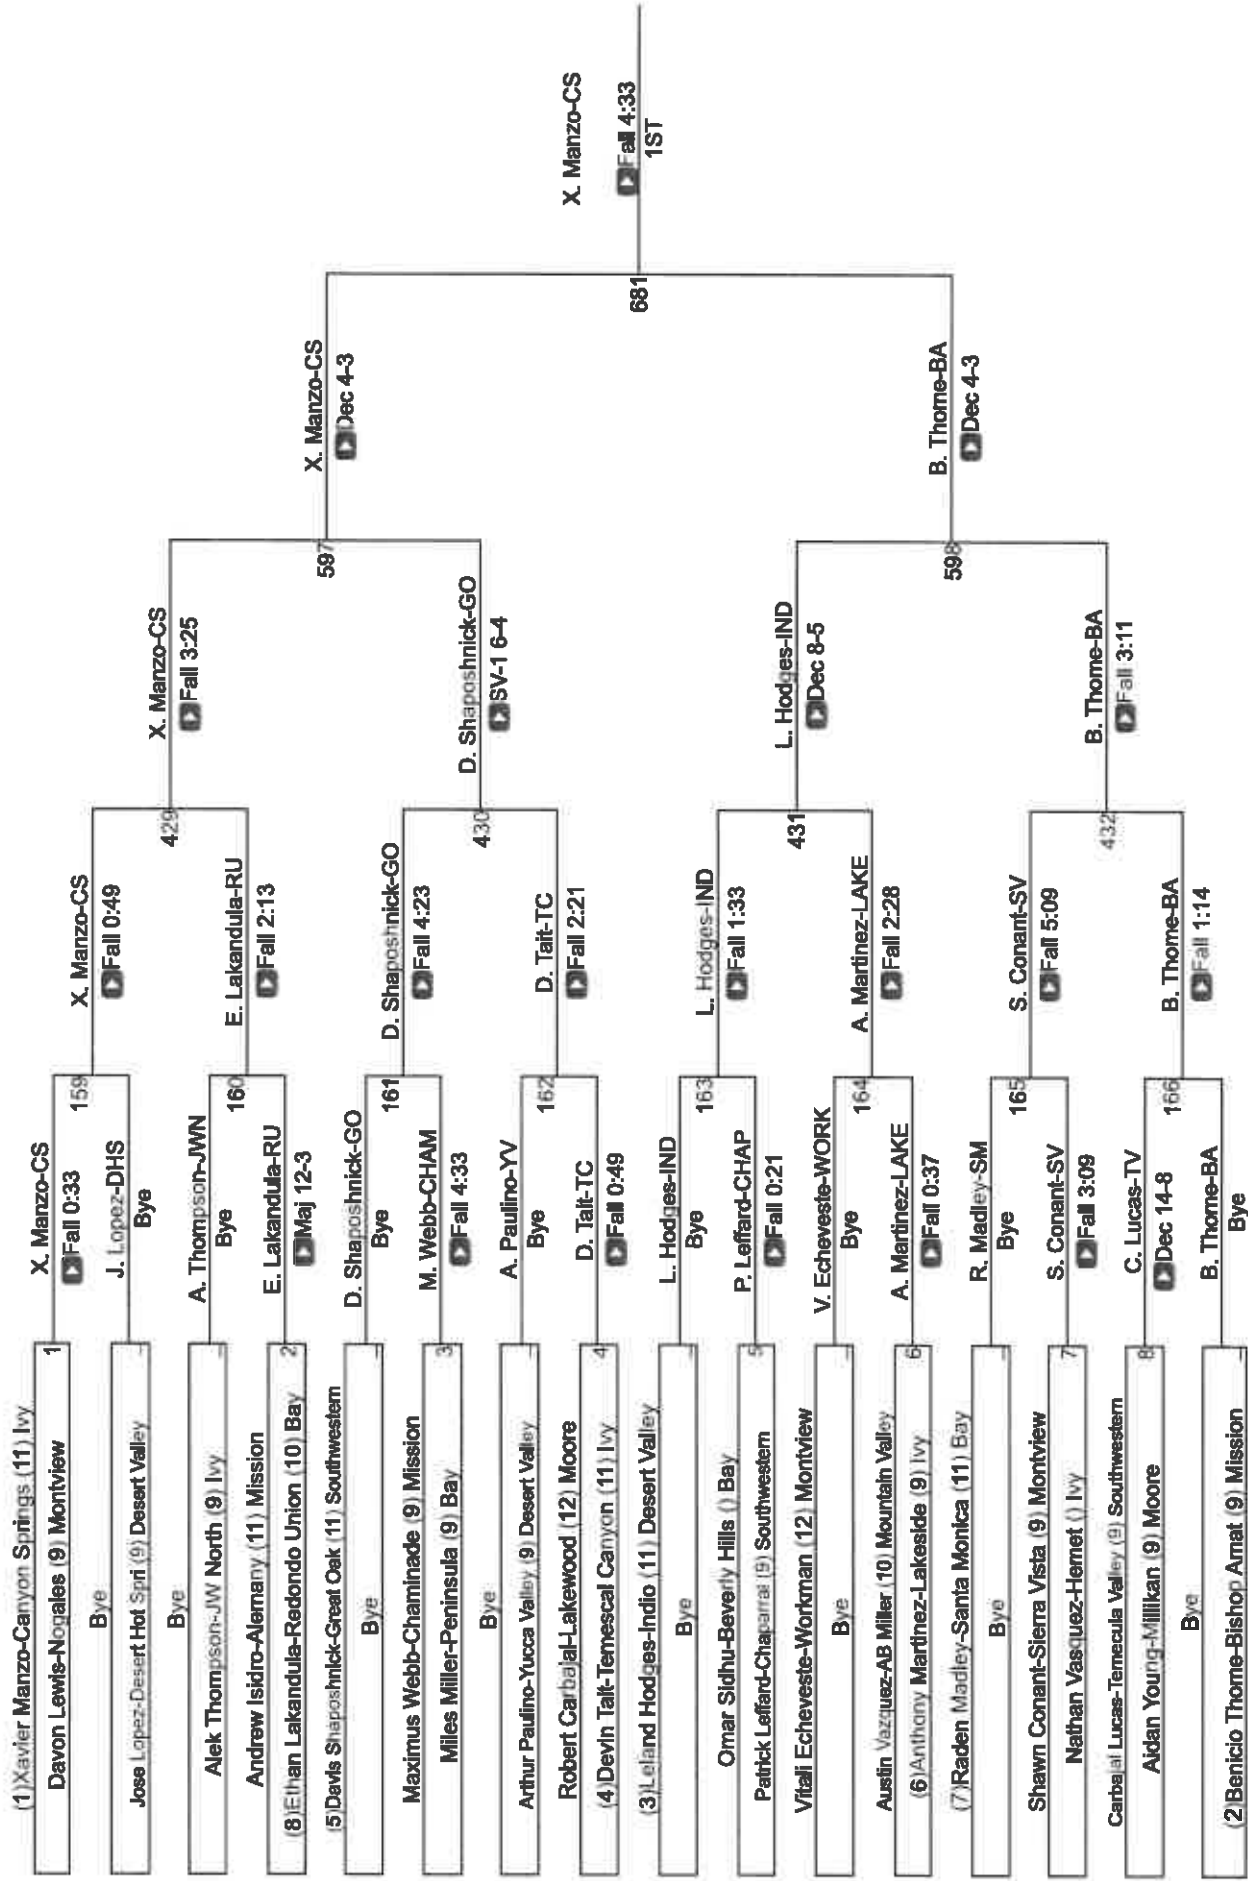 (1)Xavier Manzo-Canyon Springs (11) Ivy
Davon Lewis-Nogales (9) Montview
1
Bye
Jose Lopez-Desert Hot Spri (9) Desert Valley
Bye
Alek Thompson-JW North (9) Ivy
Andrew Isidro-Alemany (11) Mission
(8)Ethan Lakandula-Redondo Union (10) Bay
2
(5)Davis Shaposhnick-Great Oak (11) Southwestern
Bye
Maximus Webb-Chaminade (9) Mission
Miles Miller-Peninsula (9) Bay
3
Bye
Arthur Paulino-Yucca Valley (9) Desert Valley
Robert Carbajal-Lakewood (12) Moore
(4)Devin Tait-Temescal Canyon (11) Ivy
4
(3)Leland Hodges-Indio (11) Desert Valley
Bye
Omar Sidhu-Beverly Hills () Bay
Patrick Leffard-Chaparral (9) Southwestern
5
Vitali Echeveste-Workman (12) Montview
Bye
Austin Vazquez-AB Miller (10) Mountain Valley
(6)Anthony Martinez-Lakeside (9) Ivy
6
(7)Raden Madley-Santa Monica (11) Bay
Bye
Shawn Conant-Sierra Vista (9) Montview
Nathan Vasquez-Hemet () Ivy
7
Carbajal Lucas-Temecula Valley (9) Southwestern
Aidan Young-Millikan (9) Moore
8
Bye
(2)Benicio Thome-Bishop Amat (9) Mission
X. Manzo-CS
Fall 0:33
159
J. Lopez-DHS
Bye
A. Thompson-JWN
Bye
160
E. Lakandula-RU
Maj 12-3
D. Shaposhnick-GO
Bye
161
M. Webb-CHAM
Fall 4:33
A. Paulino-YV
Bye
162
D. Tait-TC
Fall 0:49
L. Hodges-IND
Bye
163
P. Leffard-CHAP
Fall 0:21
V. Echeveste-WORK
Bye
164
A. Martinez-LAKE
Fall 0:37
R. Madley-SM
Bye
165
S. Conant-SV
Fall 3:09
C. Lucas-TV
Dec 14-8
166
B. Thome-BA
Bye
X. Manzo-CS
Fall 0:49
429
E. Lakandula-RU
Fall 2:13
D. Shaposhnick-GO
Fall 4:23
430
D. Tait-TC
Fall 2:21
L. Hodges-IND
Fall 1:33
431
A. Martinez-LAKE
Fall 2:28
S. Conant-SV
Fall 5:09
432
B. Thome-BA
Fall 1:14
X. Manzo-CS
Fall 3:25
597
D. Shaposhnick-GO
SV-1 6-4
L. Hodges-IND
Dec 8-5
598
B. Thome-BA
Fall 3:11
X. Manzo-CS
Dec 4-3
681
B. Thome-BA
Dec 4-3
X. Manzo-CS
Fall 4:33
1ST